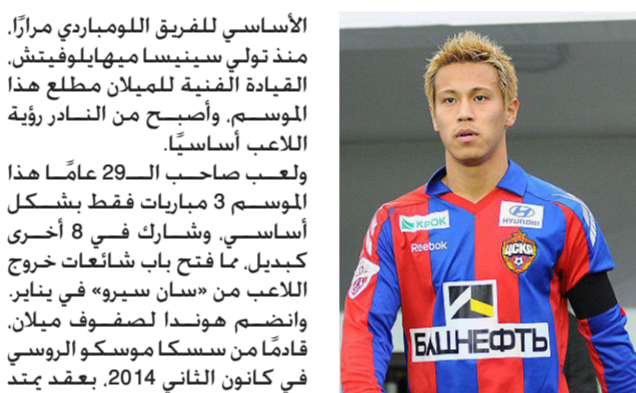 الأساسي للفريق اللومباردي مرارًا،
منذ تولي سينيسا ميهايلوفيتش،
القيادة الفنية للميلان مطلع هذا
الموسم، وأصبح من النادر رؤية
اللاعب أساسيًا.
ولعب صاحب الـ29 عامًا هذا
الموسم 3 مباريات فقط بشكل
أساسي، وشارك في 8 أخرى
كبديل، مما فتح باب شائعات خروج
اللاعب من «سان سيرو» في يناير.
وانضم هوندا لصفوف ميلان،
قادمًا من سسكا موسكو الروسي
في كانون الثاني 2014، بعقد يمتد
КРОК
HYUNDAI
Reebok
ЦСКА
БАШНЕФТЬ